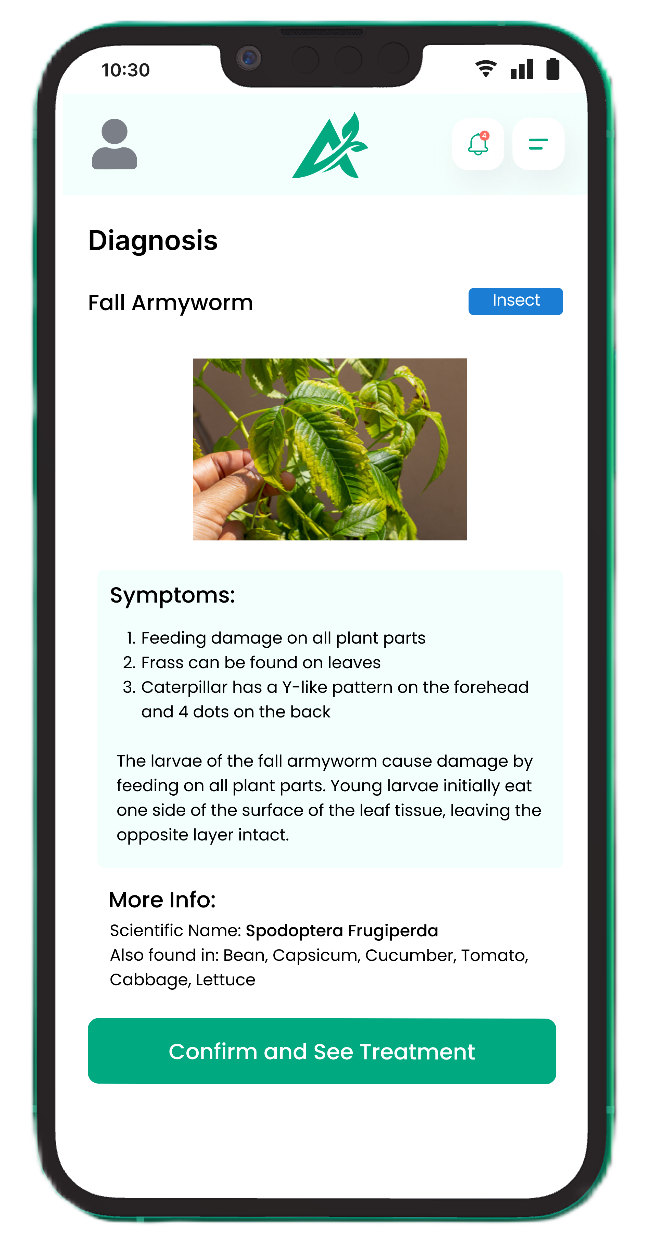 10:30
4
Diagnosis
Fall Armyworm
Insect
Symptoms:
1. Feeding damage on all plant parts
2. Frass can be found on leaves
3. Caterpillar has a Y-like pattern on the forehead
and 4 dots on the back
The larvae of the fall armyworm cause damage by
feeding on all plant parts. Young larvae initially eat
one side of the surface of the leaf tissue, leaving the
opposite layer intact.
More Info:
Scientific Name: Spodoptera Frugiperda
Also found in: Bean, Capsicum, Cucumber, Tomato,
Cabbage, Lettuce
Confirm and See Treatment